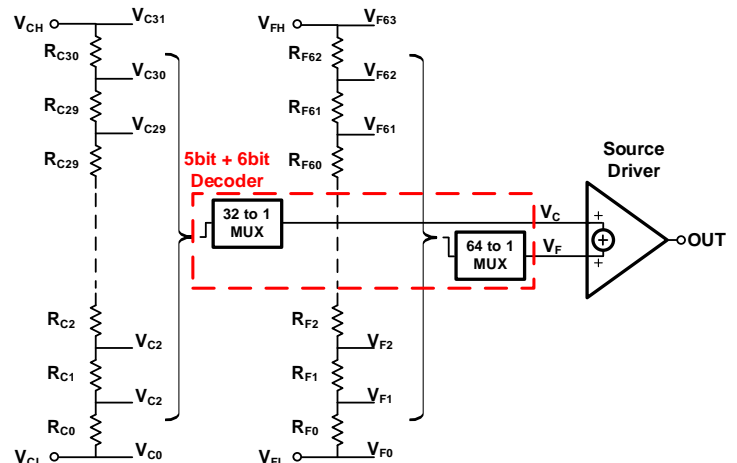 VCH
VC31
RC30
VC30
RC29
VC29
RC29
RC2
VC2
RC1
VC2
RC0
VCL
VC0
VFH
VF63
RF62
VF62
RF61
VF61
RF60
RF2
VF2
RF1
VF1
RF0
VFL
VF0
5bit + 6bit
Decoder
32 to 1
MUX
64 to 1
MUX
VC
VF
Source
Driver
+
+
+
OUT